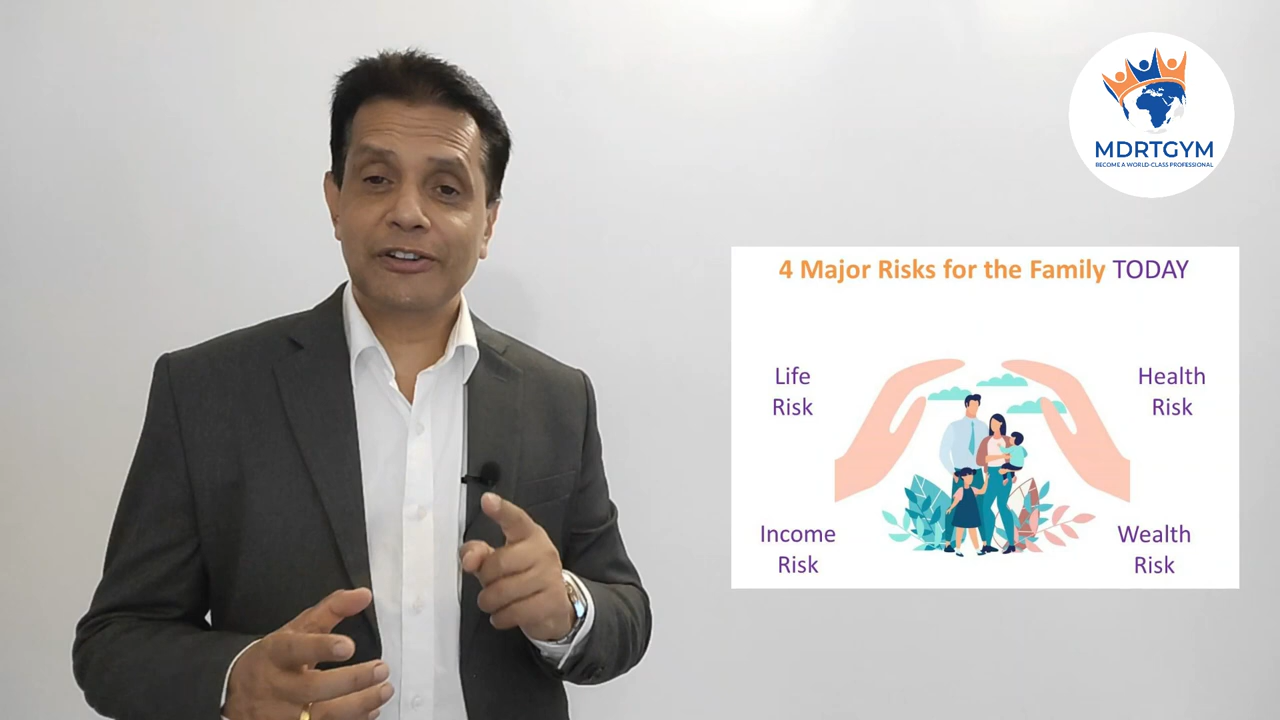 MDRTGYM
BECOME A WORLD CLASS PROFESSIONAL
4 Major Risks for the Family TODAY
Life
Risk
Health
Risk
Income
Risk
Wealth
Risk